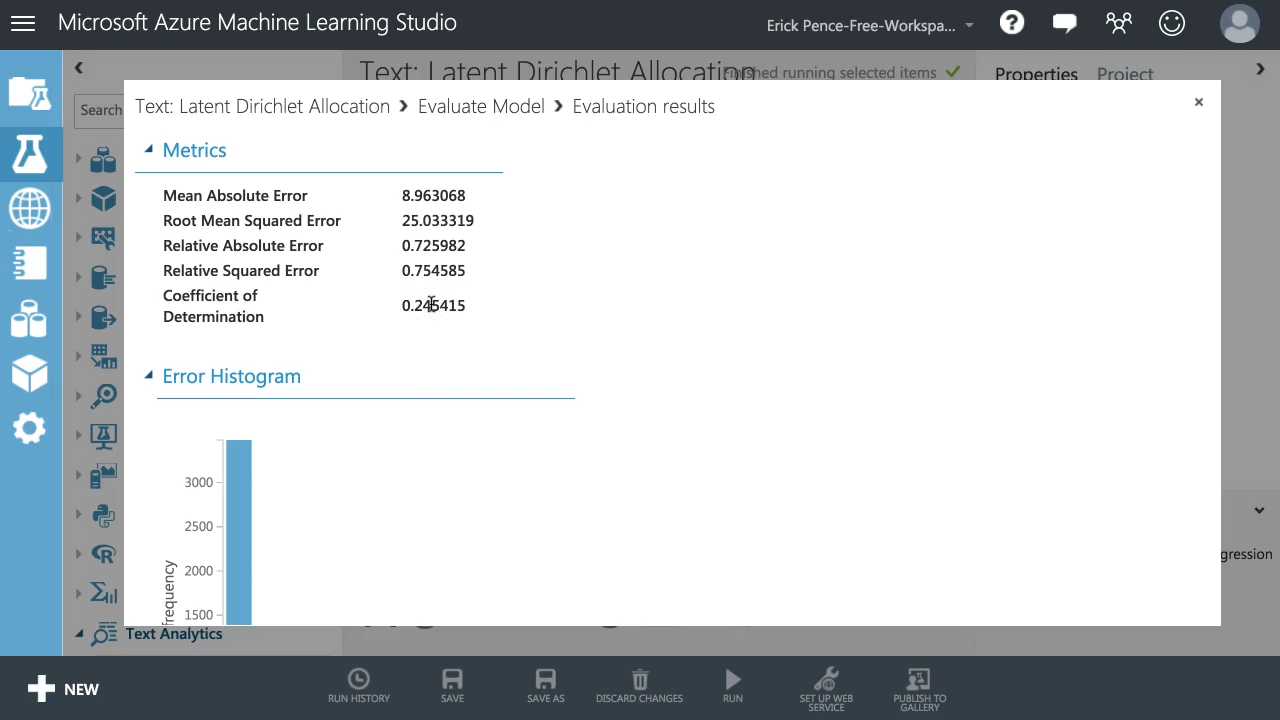 Microsoft Azure Machine Learning Studio
Erick Pence-Free-Workspa...
Text: Latent Dirichlet Allocation
Finished running selected items
Properties
Project
Search
Text: Latent Dirichlet Allocation › Evaluate Model › Evaluation results
×
Metrics
Mean Absolute Error 8.963068
Root Mean Squared Error 25.033319
Relative Absolute Error 0.725982
Relative Squared Error 0.754585
Coefficient of
Determination 0.245415
Error Histogram
3000
2500
2000
1500
frequency
gression
Text Analytics
NEW
RUN HISTORY
SAVE
SAVE AS
DISCARD CHANGES
RUN
SET UP WEB
SERVICE
PUBLISH TO
GALLERY